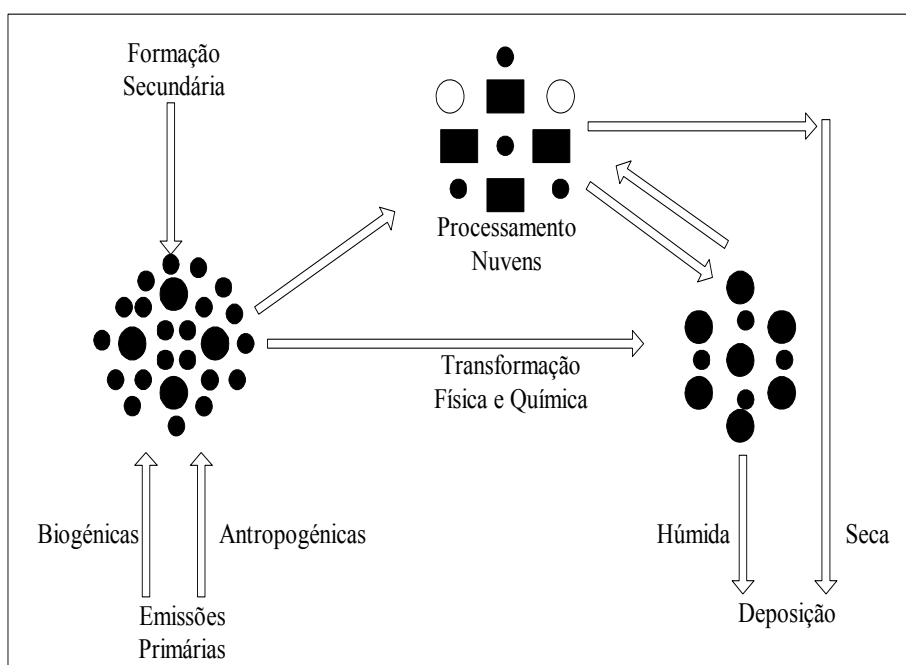 Formação
Secundária
Processamento
Nuvens
Transformação
Física e Química
Biogénicas
Antropogénicas
Húmida
Seca
Emissões
Primárias
Deposição